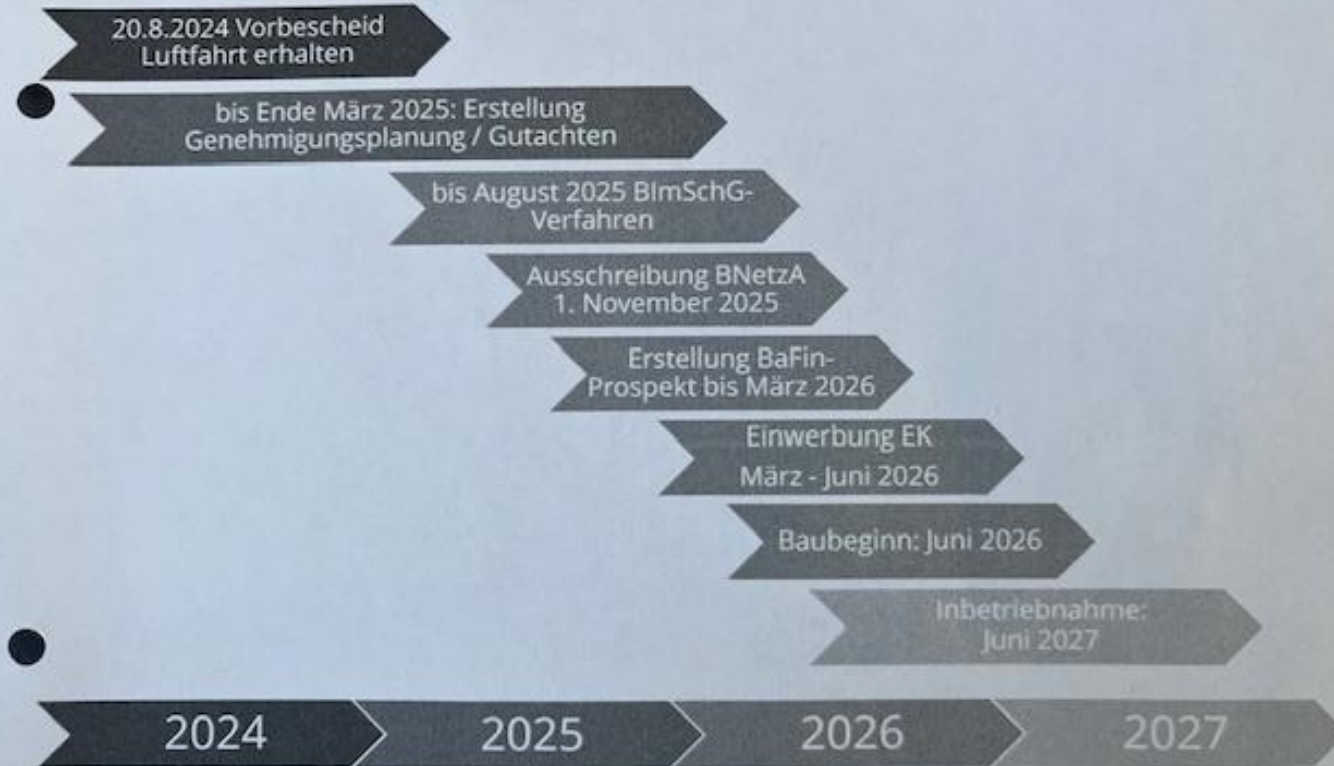 20.8.2024 Vorbescheid
Luftfahrt erhalten
bis Ende März 2025: Erstellung
Genehmigungsplanung / Gutachten
bis August 2025 BImSchG-
Verfahren
Ausschreibung BNetzA
1. November 2025
Erstellung BaFin-
Prospekt bis März 2026
Einwerbung EK
März - Juni 2026
Baubeginn: Juni 2026
Inbetriebnahme:
Juni 2027
2024 2025 2026 2027